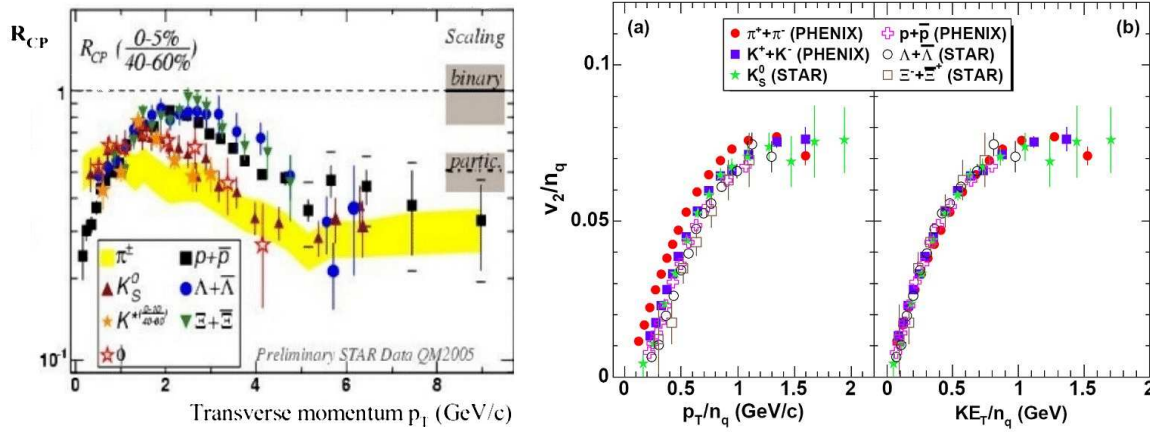 R_CP
R_CP (0-5%/40-60%)
Scaling
binary
1
partic.
π±
p+p̄
K⁰_S
Λ+Λ̄
K*(0-10/40-60)
Ξ+Ξ̄
ϕ
Preliminary STAR Data QM2005
10⁻¹
0 2 4 6 8
Transverse momentum p_T (GeV/c)
(a)
π⁺+π⁻ (PHENIX)
p+p̄ (PHENIX)
(b)
K⁺+K⁻ (PHENIX)
Λ+Λ̄ (STAR)
K⁰_S (STAR)
Ξ⁻+Ξ̄⁺ (STAR)
0.1
v₂/n_q
0.05
0
0 0.5 1 1.5 2
0 0.5 1 1.5 2
p_T/n_q (GeV/c)
KE_T/n_q (GeV)